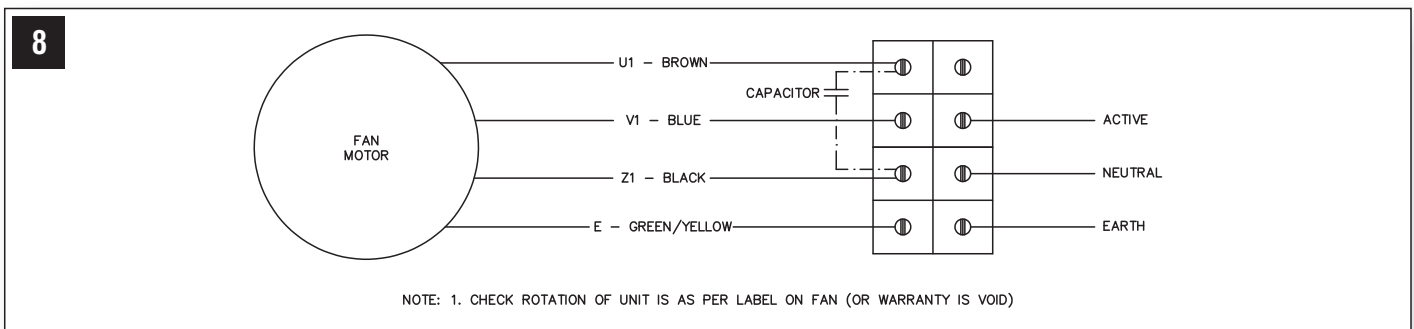 8
U1 – BROWN
CAPACITOR
V1 – BLUE
ACTIVE
FAN
MOTOR
Z1 – BLACK
NEUTRAL
E – GREEN/YELLOW
EARTH
NOTE: 1. CHECK ROTATION OF UNIT IS AS PER LABEL ON FAN (OR WARRANTY IS VOID)